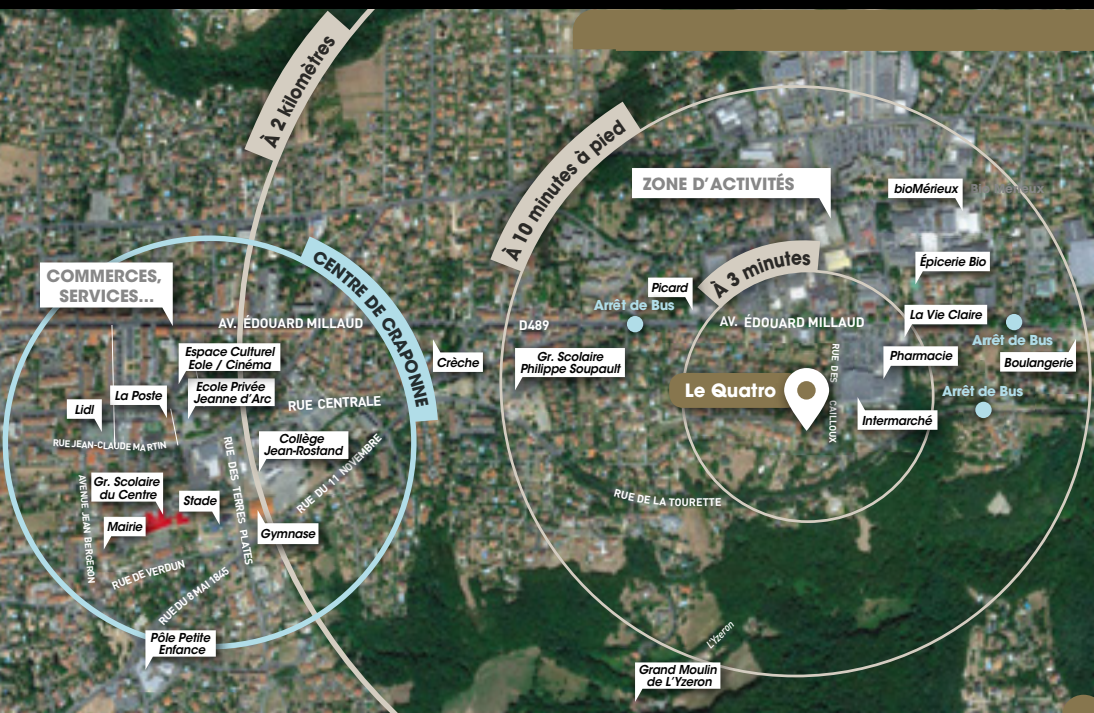 À 2 kilomètres
À 10 minutes à pied
ZONE D'ACTIVITÉS
bioMérieux
bioMérieux
À 3 minutes
Épicerie Bio
CENTRE DE CRAPONNE
COMMERCES,
SERVICES...
Picard
Arrêt de Bus
AV. ÉDOUARD MILLAUD
D489
AV. ÉDOUARD MILLAUD
La Vie Claire
Arrêt de Bus
Espace Culturel
Eole / Cinéma
Crèche
Gr. Scolaire
Philippe Soupault
RUE DES CAILLOUX
Pharmacie
Boulangerie
Ecole Privée
Jeanne d'Arc
La Poste
Lidl
RUE CENTRALE
Le Quatro
Arrêt de Bus
Intermarché
RUE JEAN-CLAUDE MARTIN
Collège
Jean-Rostand
RUE DES TERRES PLATES
RUE DU 11 NOVEMBRE
AVENUE JEAN BERGERON
Gr. Scolaire
du Centre
Stade
RUE DE LA TOURETTE
Mairie
Gymnase
RUE DE VERDUN
RUE DU 8 MAI 1845
Pôle Petite
Enfance
L'Yzeron
Grand Moulin
de L'Yzeron